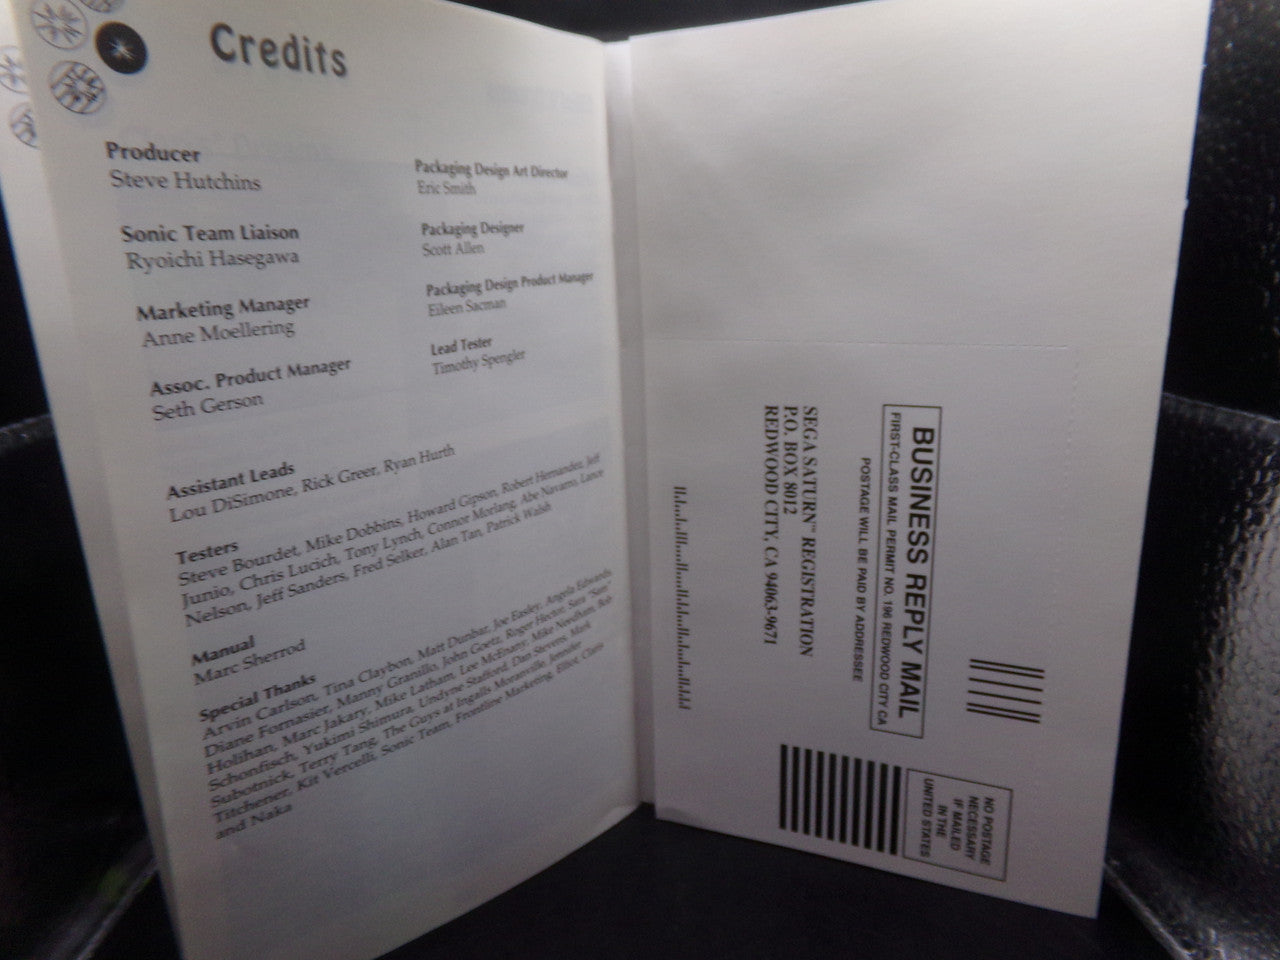 Credits
Producer
Steve Hutchins
Sonic Team Liaison
Ryoichi Hasegawa
Marketing Manager
Anne Moellering
Assoc. Product Manager
Seth Gerson
Packaging Design Art Director
Eric Smith
Packaging Designer
Scott Allen
Packaging Design Product Manager
Eileen Sacman
Lead Tester
Timothy Spengler
Assistant Leads
Lou DiSimone, Rick Greer, Ryan Hurth
Testers
Steve Bourdet, Mike Dobbins, Howard Gipson, Robert Hernandez, Jeff
Junio, Chris Lucich, Tony Lynch, Connor Morlang, Abe Navarro, Lance
Nelson, Jeff Sanders, Fred Selker, Alan Tan, Patrick Walsh
Manual
Marc Sherrod
Special Thanks
Arvin Carlson, Tina Claybon, Matt Dunbar, Joe Easley, Angela Edwards
Diane Fornasier, Manny Granillo, John Goetz, Roger Hector, Sara "Sam"
Holihan, Marc Jakary, Mike Latham, Lee McEnany, Mike Needham, Rob
Schonfisch, Yukimi Shimura, Undyne Stafford, Dan Stevens, Mark
Subotnick, Terry Tang, The Guys at Ingalls Moranville, Jennifer
Titchener, Kit Vercelli, Sonic Team, Frontline Marketing, Elliot, Claris
and Naka
BUSINESS REPLY MAIL
FIRST-CLASS MAIL PERMIT NO. 196 REDWOOD CITY CA
POSTAGE WILL BE PAID BY ADDRESSEE
SEGA SATURN™ REGISTRATION
P.O. BOX 8012
REDWOOD CITY, CA 94063-9671
NO POSTAGE
NECESSARY
IF MAILED
IN THE
UNITED STATES